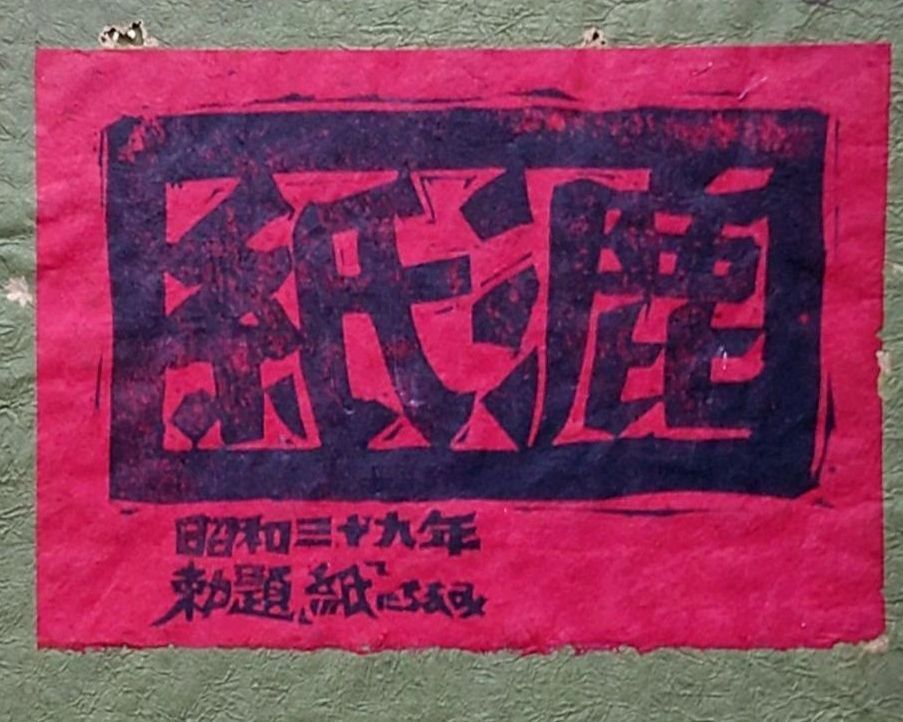 紙漉
昭和三十九年
勅題「紙」にちなみ